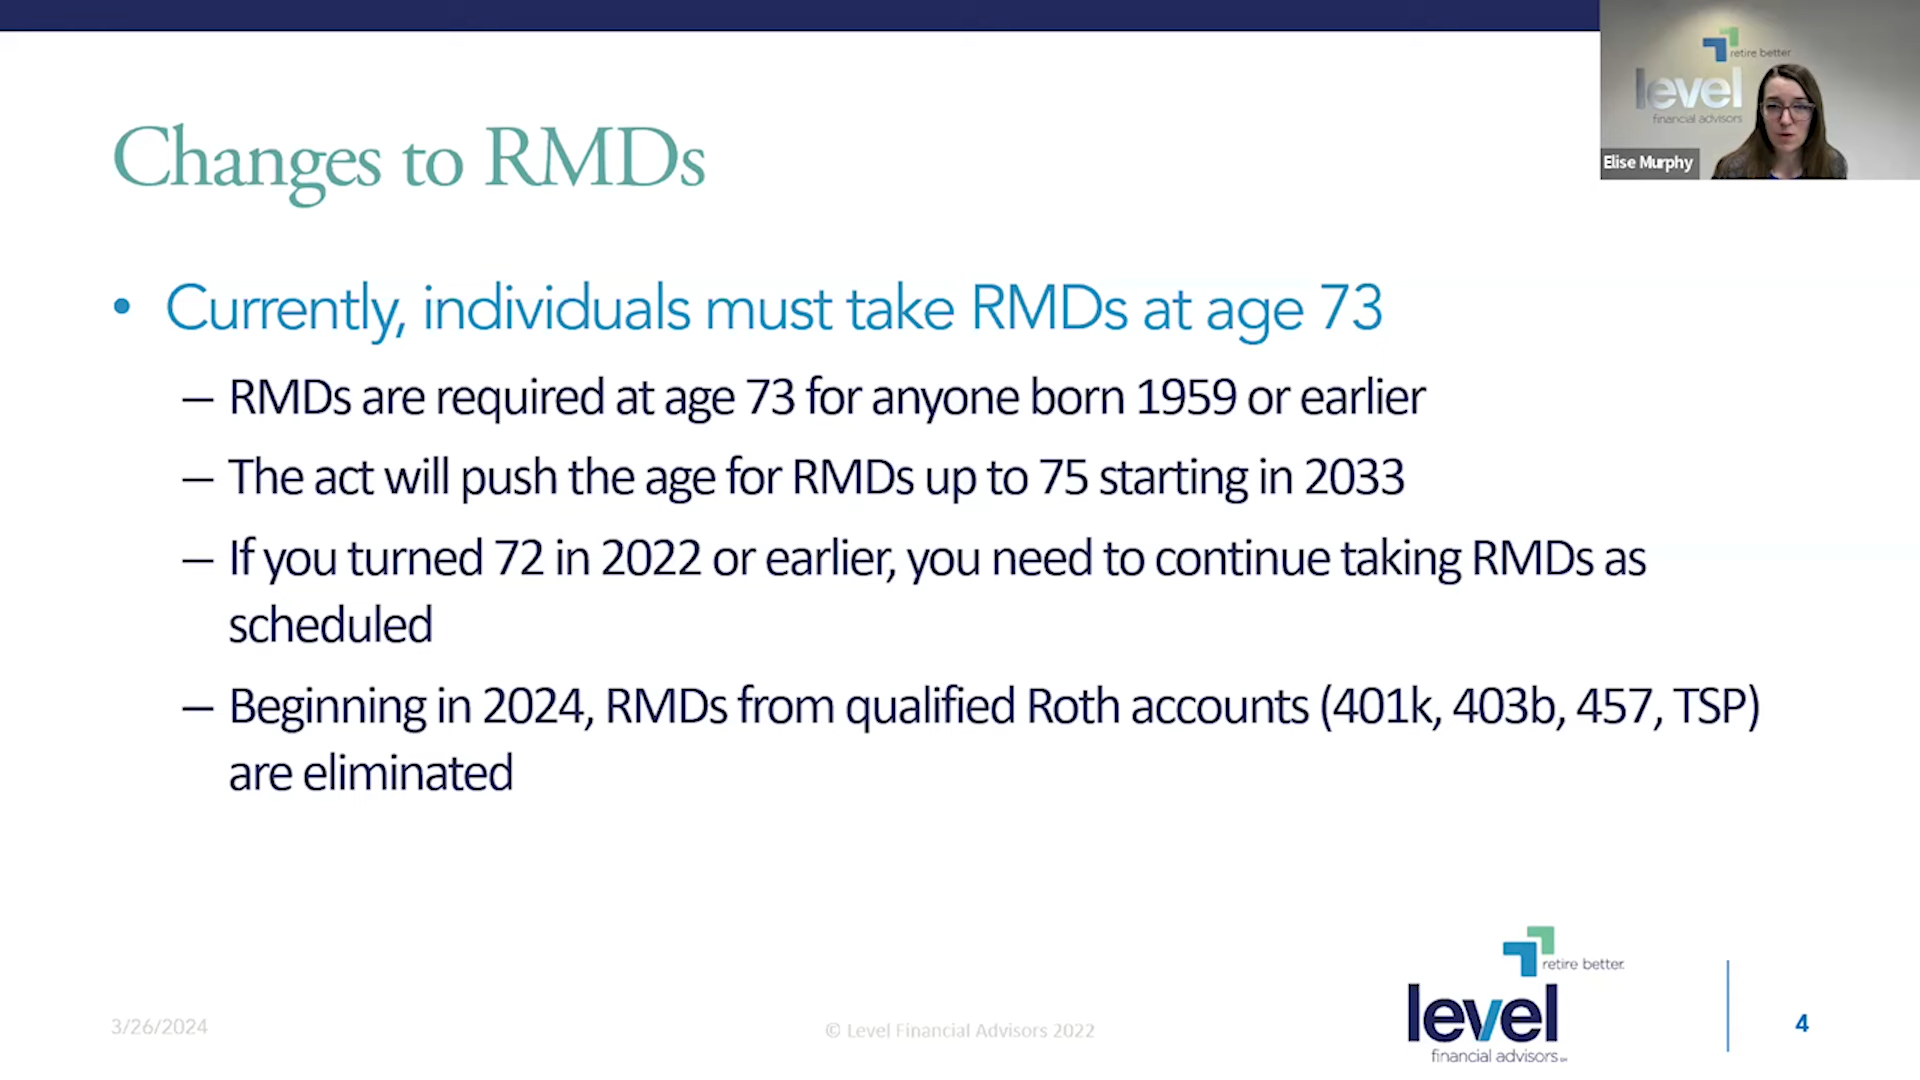 retire better
level
financial advisors
Elise Murphy
Changes to RMDs
• Currently, individuals must take RMDs at age 73
– RMDs are required at age 73 for anyone born 1959 or earlier
– The act will push the age for RMDs up to 75 starting in 2033
– If you turned 72 in 2022 or earlier, you need to continue taking RMDs as
scheduled
– Beginning in 2024, RMDs from qualified Roth accounts (401k, 403b, 457, TSP)
are eliminated
retire better.
level
financial advisors
3/26/2024
© Level Financial Advisors 2022
4